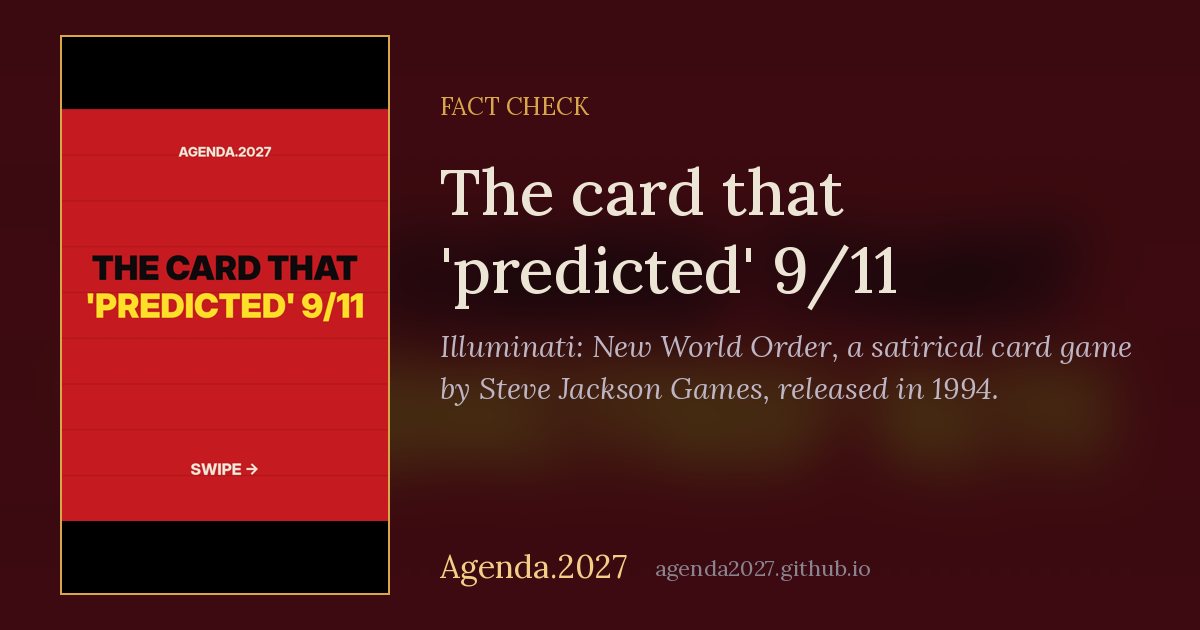 AGENDA.2027
THE CARD THAT
'PREDICTED' 9/11
SWIPE →
FACT CHECK
The card that
'predicted' 9/11
Illuminati: New World Order, a satirical card game
by Steve Jackson Games, released in 1994.
Agenda.2027
agenda2027.github.io